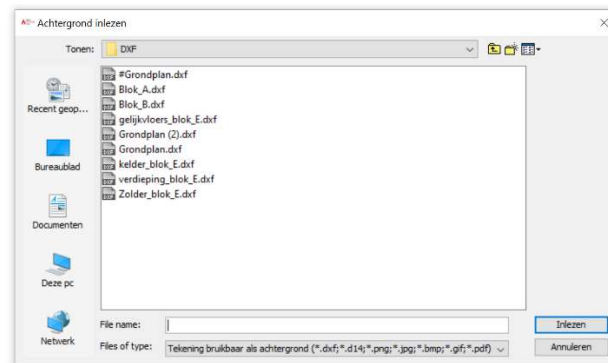 Achtergrond inlezen
Tonen: DXF
#Grondplan.dxf
Blok_A.dxf
Blok_B.dxf
gelijkvloers_blok_E.dxf
Grondplan (2).dxf
Grondplan.dxf
kelder_blok_E.dxf
verdieping_blok_E.dxf
Zolder_blok_E.dxf
Recent geop...
Bureaublad
Documenten
Deze pc
Netwerk
File name:
Inlezen
Files of type: Tekening bruikbaar als achtergrond (*.dxf;*.d14;*.png;*.jpg;*.bmp;*.gif;*.pdf)
Annuleren